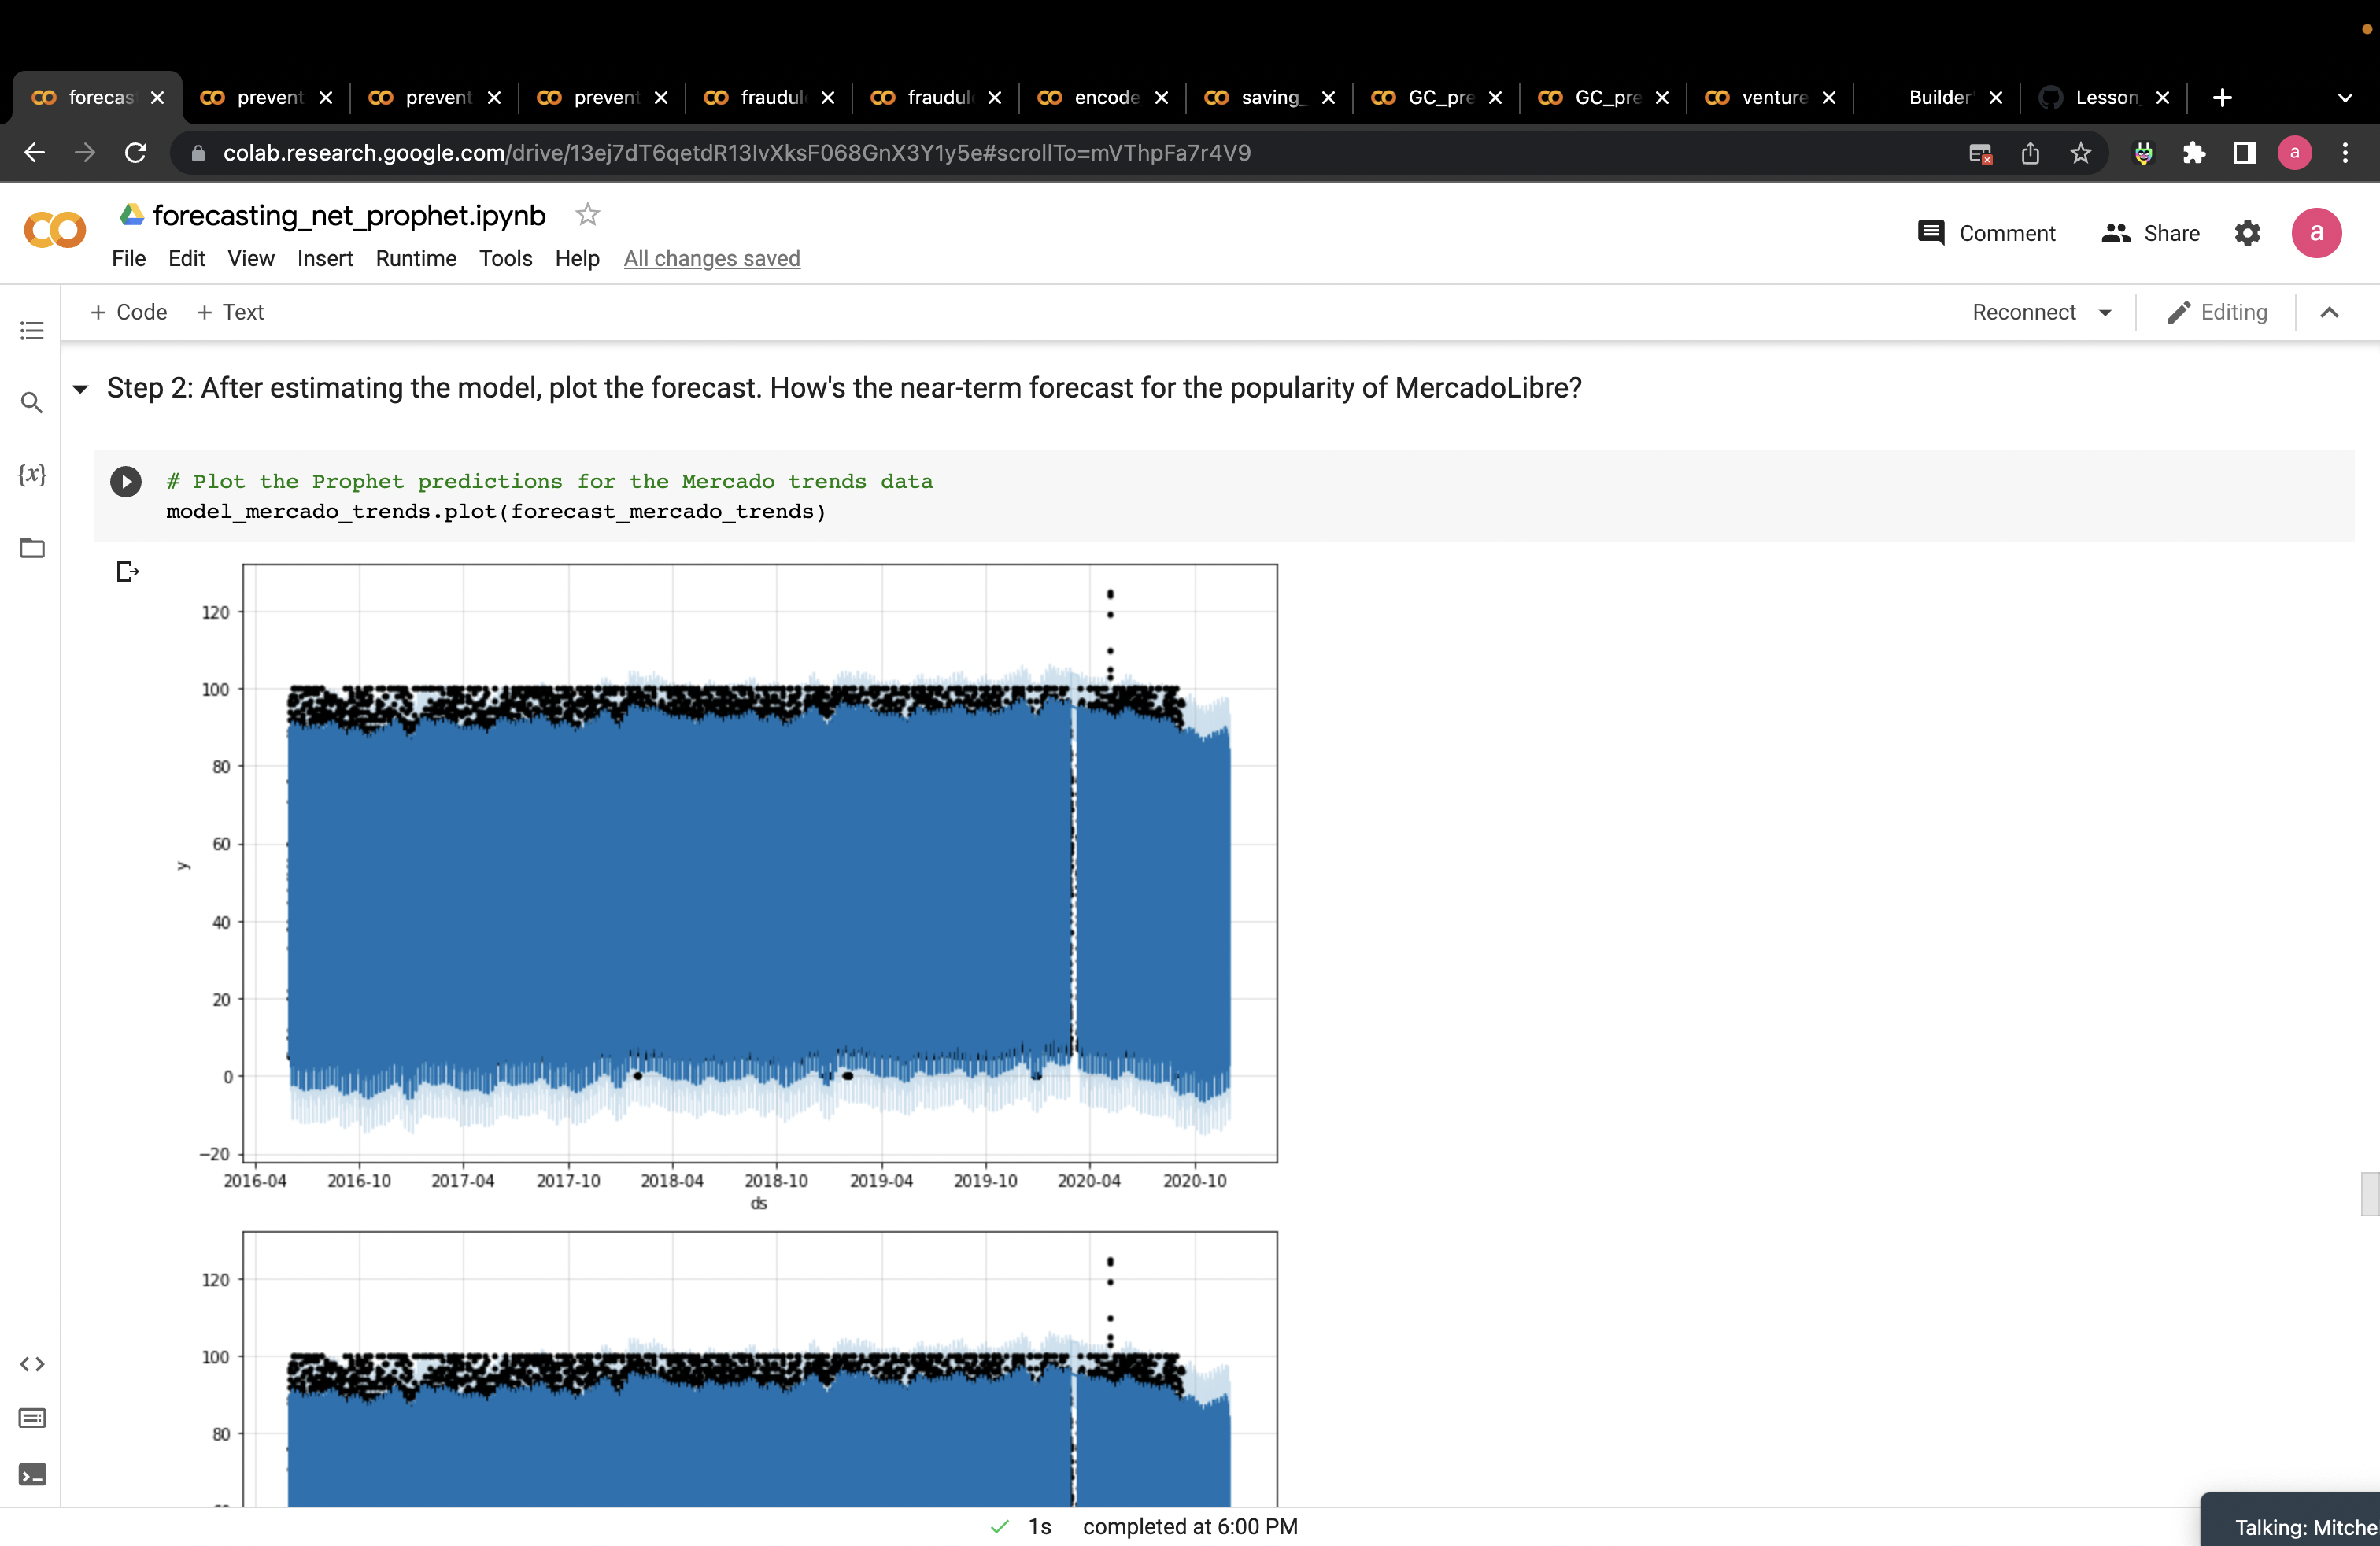 forecas
prevent
prevent
prevent
fraudul
fraudul
encode
saving_
GC_pre
GC_pre
venture
Builder'
Lesson_
colab.research.google.com/drive/13ej7dT6qetdR13IvXksF068GnX3Y1y5e#scrollTo=mVThpFa7r4V9
a
forecasting_net_prophet.ipynb
File Edit View Insert Runtime Tools Help All changes saved
Comment Share a
+ Code + Text
Reconnect Editing
Step 2: After estimating the model, plot the forecast. How's the near-term forecast for the popularity of MercadoLibre?
{x}
# Plot the Prophet predictions for the Mercado trends data
model_mercado_trends.plot(forecast_mercado_trends)
120
100
80
60
y
40
20
0
−20
2016-04 2016-10 2017-04 2017-10 2018-04 2018-10 2019-04 2019-10 2020-04 2020-10
ds
120
100
80
1s completed at 6:00 PM
Talking: Mitche